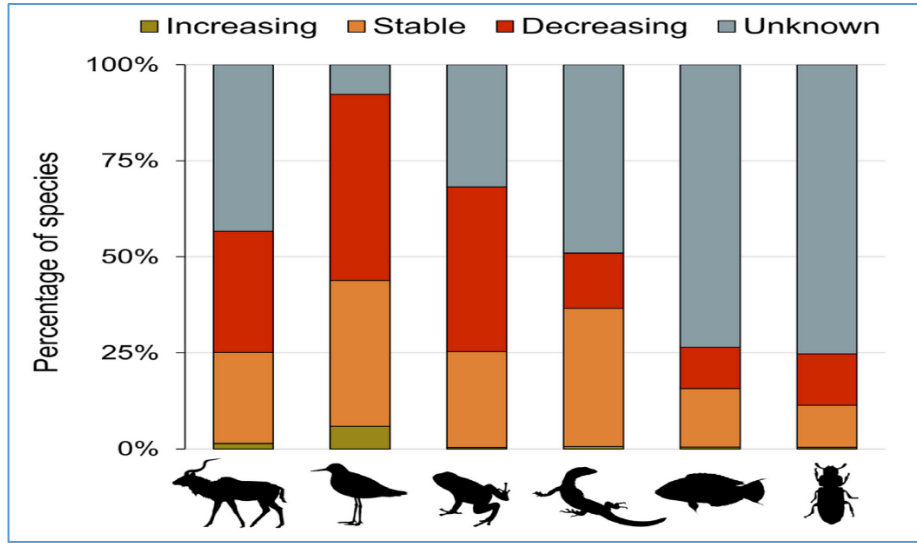 Increasing Stable Decreasing Unknown
100%
75%
50%
25%
0%
Percentage of species